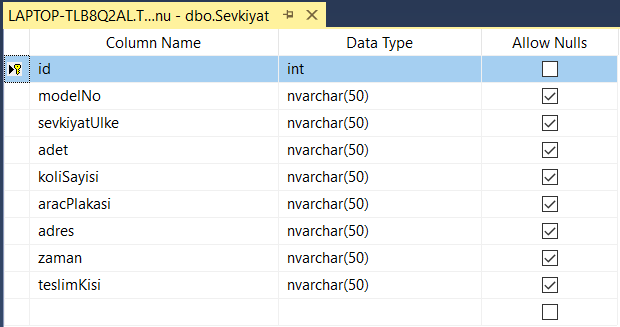 LAPTOP-TLB8Q2AL.T...nu - dbo.Sevkiyat
Column Name Data Type Allow Nulls
id int
modelNo nvarchar(50)
sevkiyatUlke nvarchar(50)
adet nvarchar(50)
koliSayisi nvarchar(50)
aracPlakasi nvarchar(50)
adres nvarchar(50)
zaman nvarchar(50)
teslimKisi nvarchar(50)